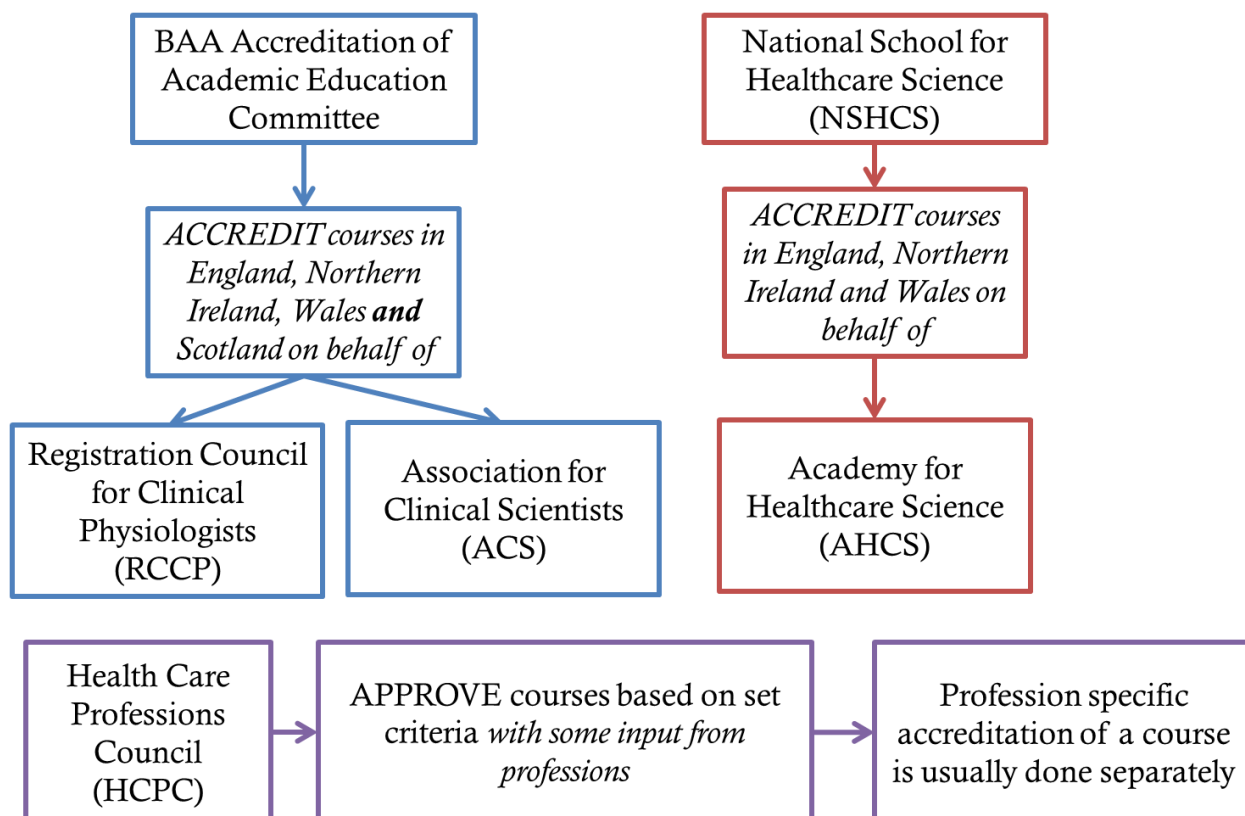 BAA Accreditation of
Academic Education
Committee
National School for
Healthcare Science
(NSHCS)
ACCREDIT courses in
England, Northern
Ireland, Wales and
Scotland on behalf of
ACCREDIT courses
in England, Northern
Ireland and Wales on
behalf of
Registration Council
for Clinical
Physiologists
(RCCP)
Association for
Clinical Scientists
(ACS)
Academy for
Healthcare Science
(AHCS)
Health Care
Professions
Council
(HCPC)
APPROVE courses based on set
criteria with some input from
professions
Profession specific
accreditation of a course
is usually done separately